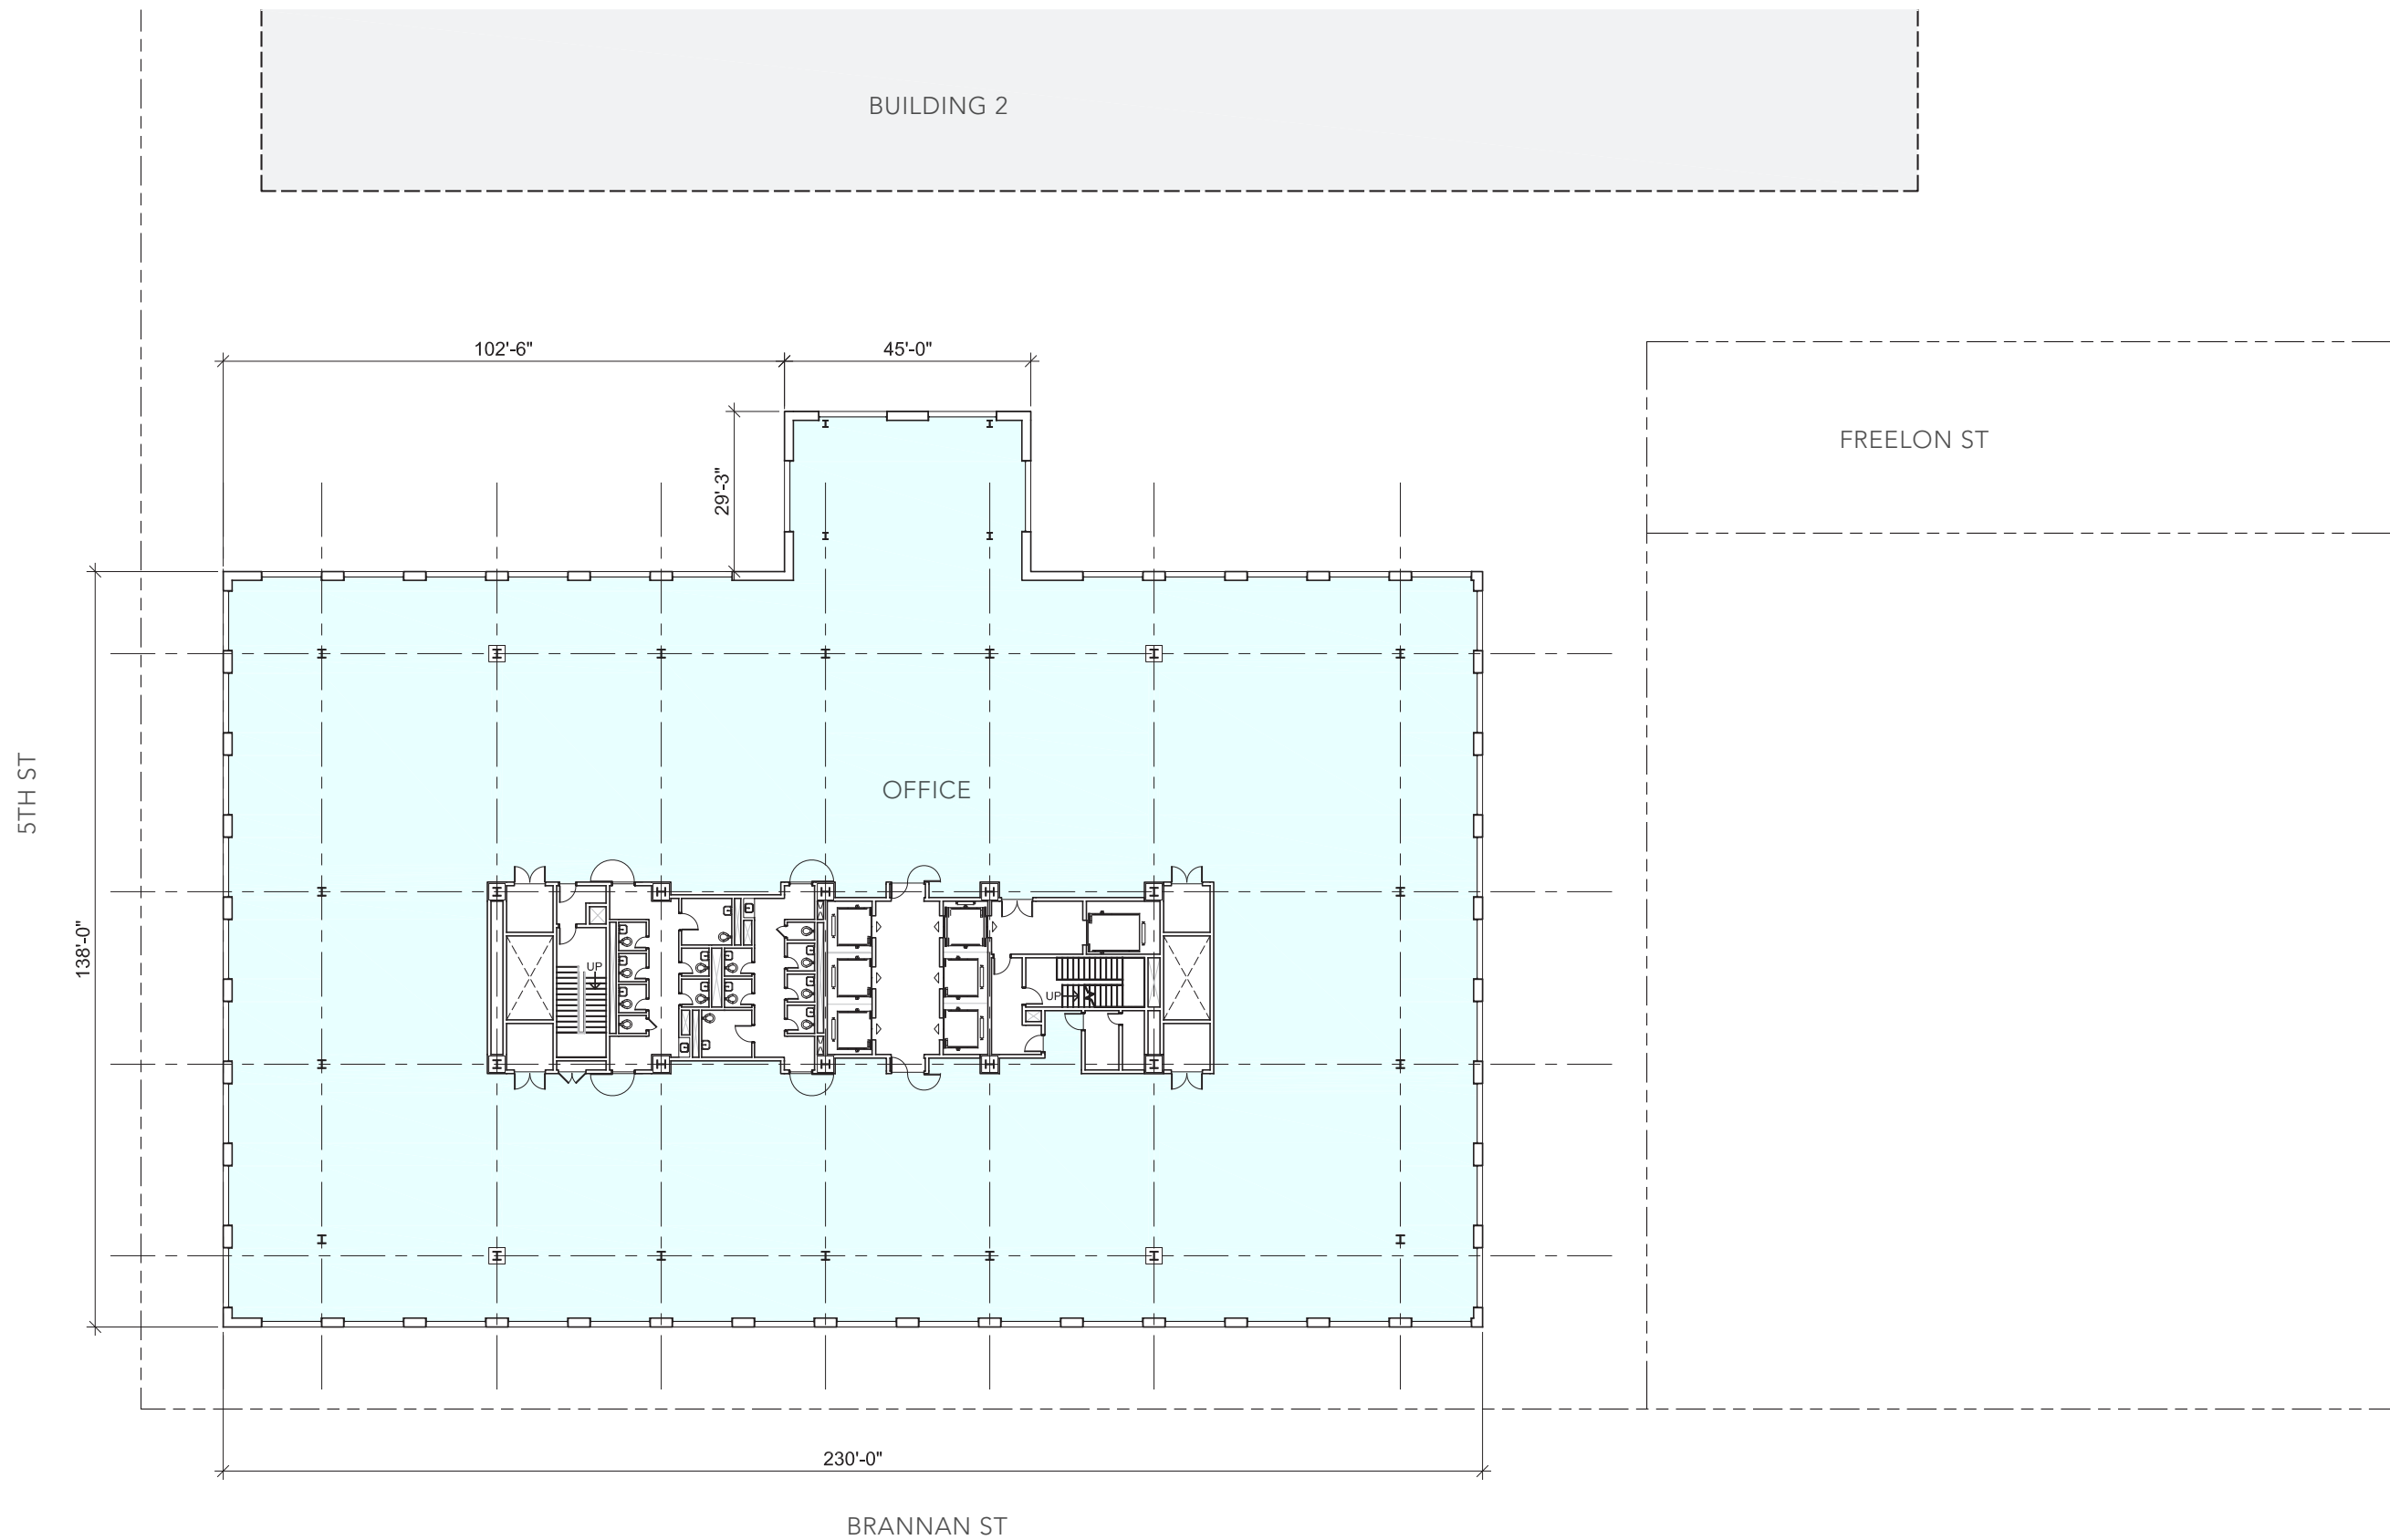 BUILDING 2
102'-6"
45'-0"
FREELON ST
29'-3"
5TH ST
OFFICE
138'-0"
UP
UP
230'-0"
BRANNAN ST